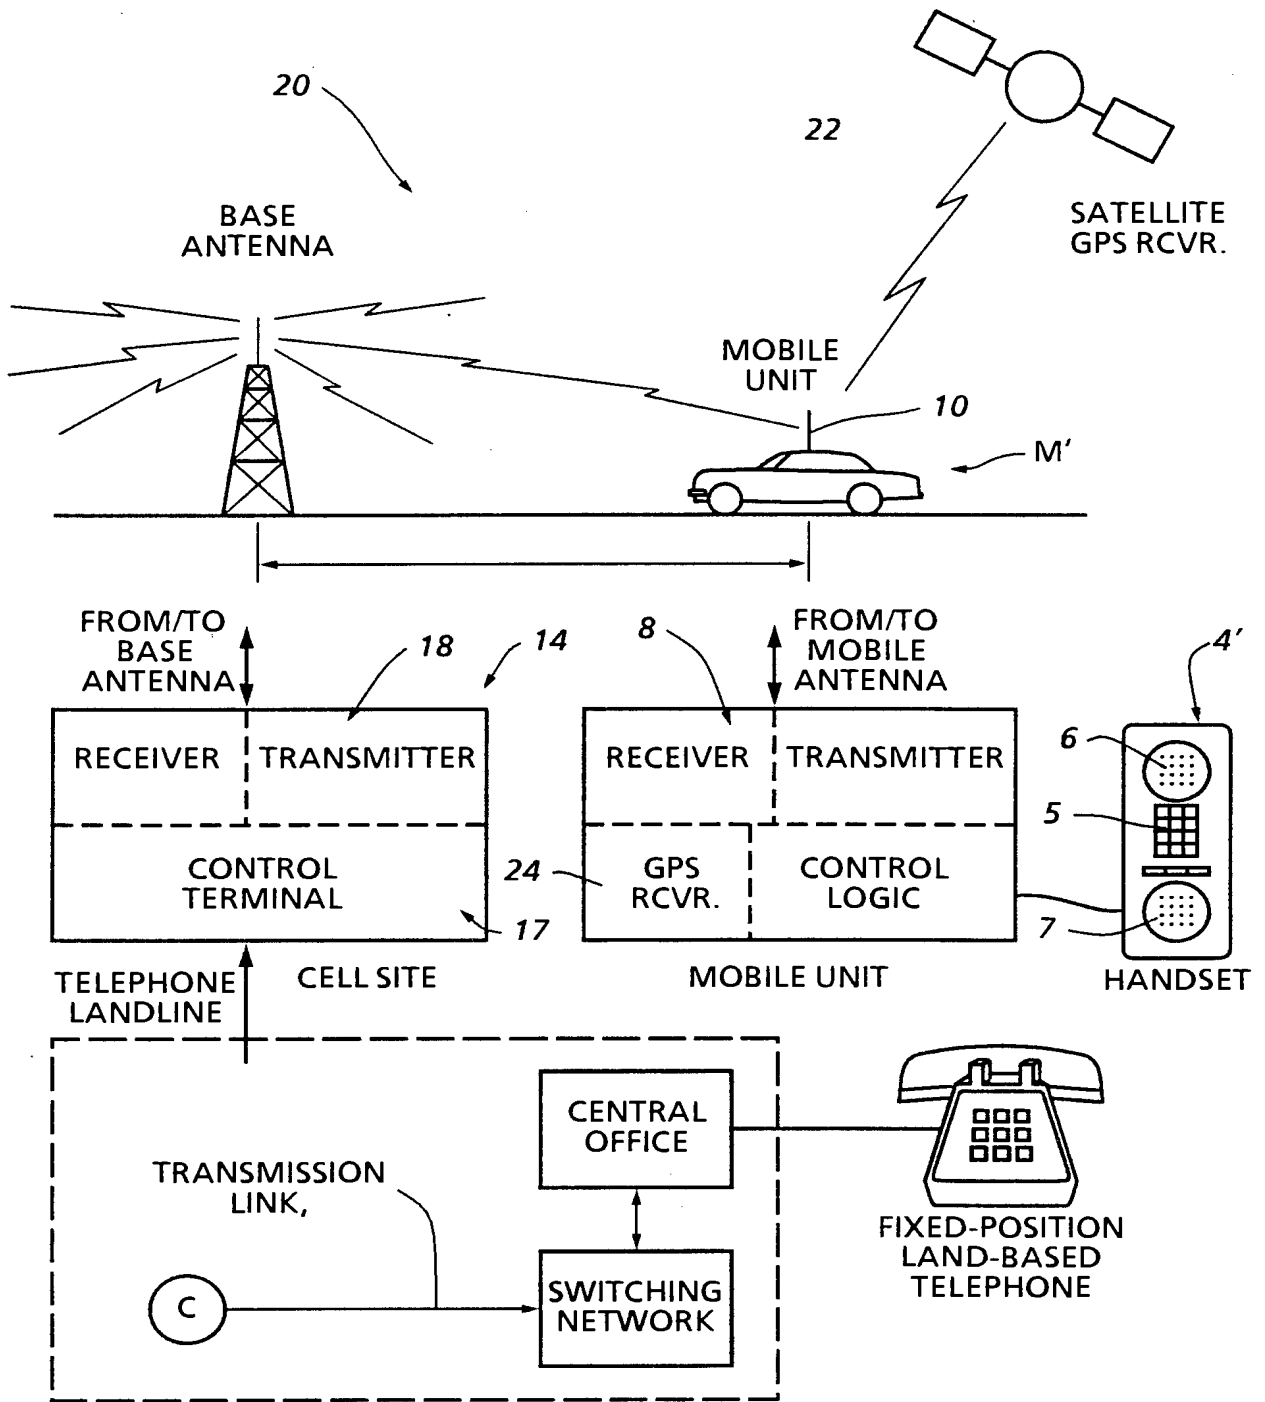 20
22
BASE
ANTENNA
SATELLITE
GPS RCVR.
MOBILE
UNIT
10
M'
FROM/TO
BASE
ANTENNA
18
14
8
FROM/TO
MOBILE
ANTENNA
4'
RECEIVER
TRANSMITTER
RECEIVER
TRANSMITTER
6
5
CONTROL
TERMINAL
24
GPS
RCVR.
CONTROL
LOGIC
17
7
TELEPHONE
LANDLINE
CELL SITE
MOBILE UNIT
HANDSET
CENTRAL
OFFICE
TRANSMISSION
LINK,
FIXED-POSITION
LAND-BASED
TELEPHONE
C
SWITCHING
NETWORK